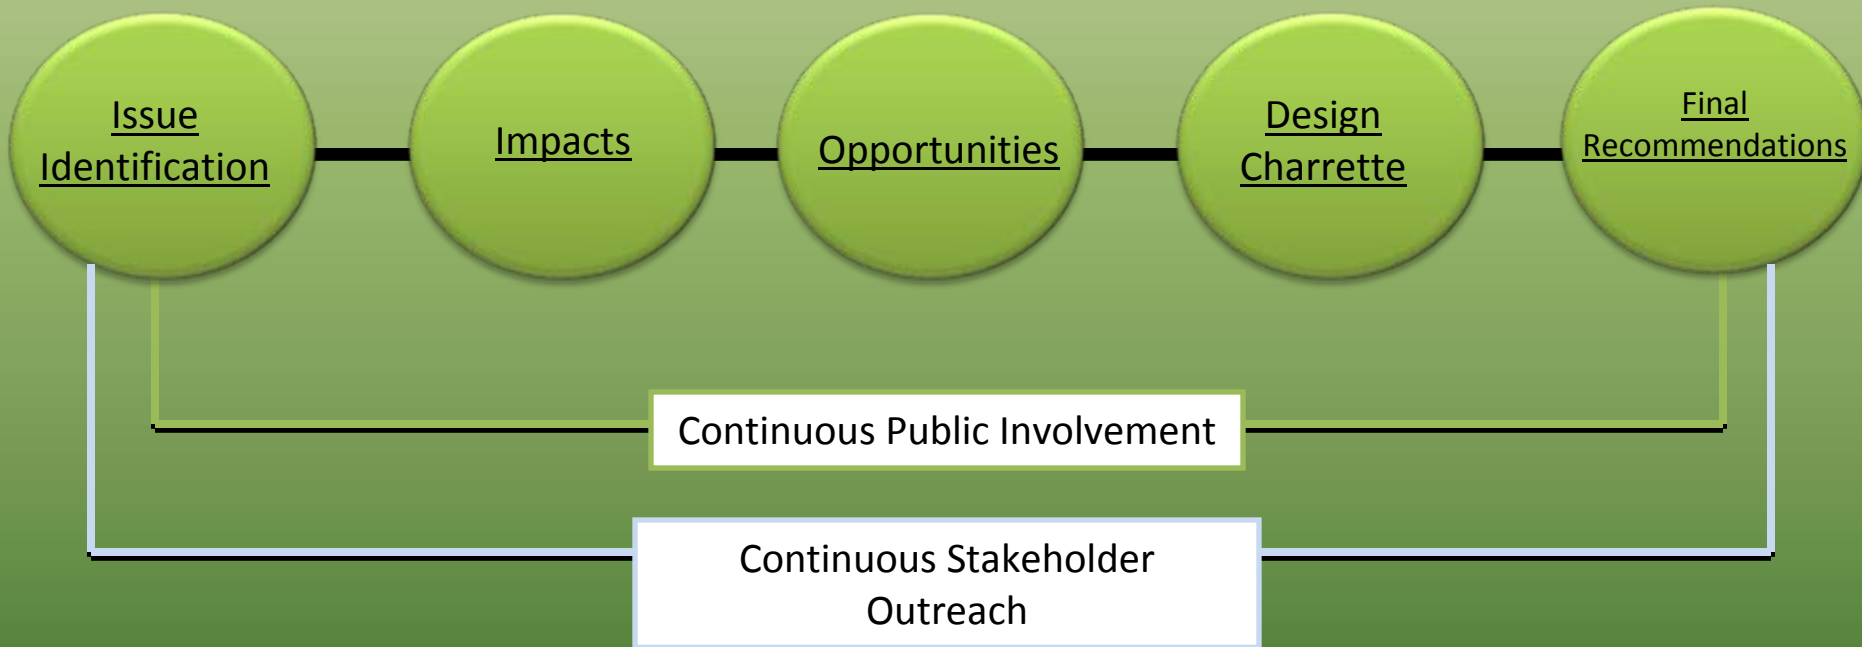 Issue
Identification
Impacts
Opportunities
Design
Charrette
Final
Recommendations
Continuous Public Involvement
Continuous Stakeholder
Outreach